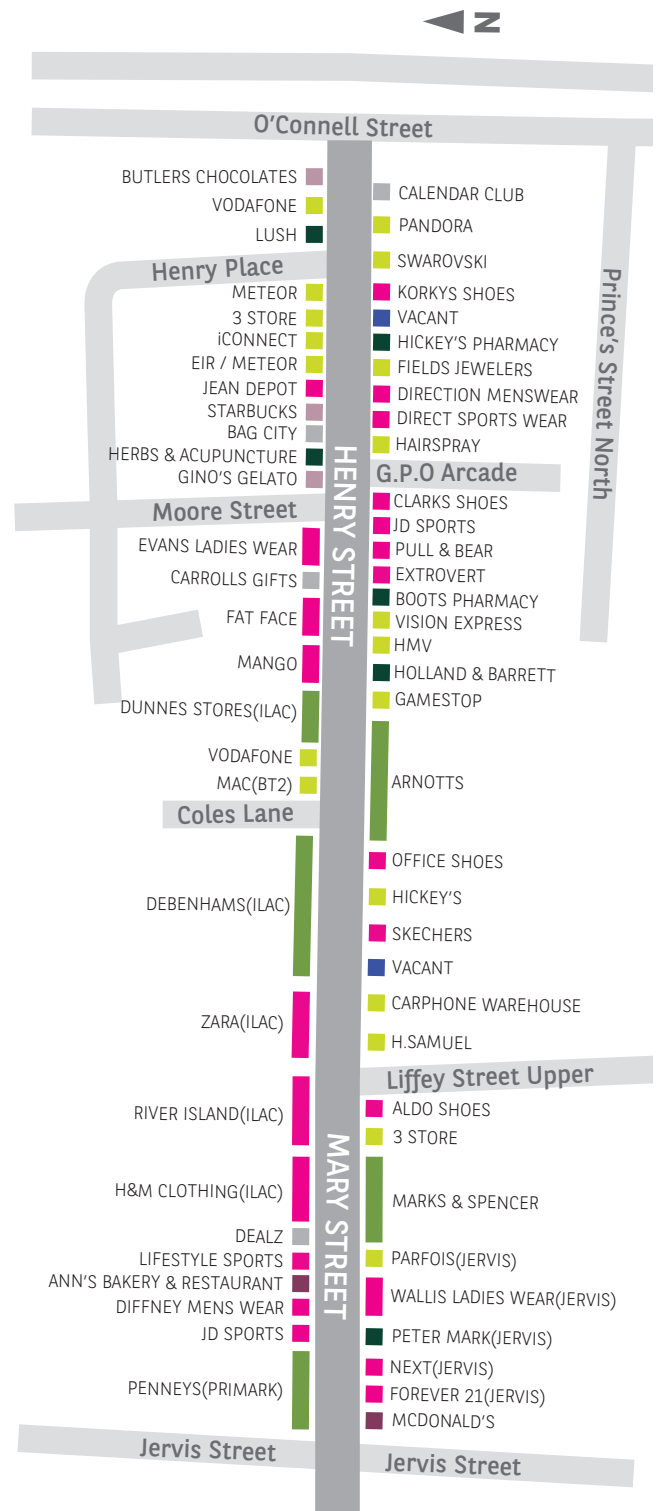 N
O'Connell Street
BUTLERS CHOCOLATES
VODAFONE
LUSH
Henry Place
METEOR
3 STORE
iCONNECT
EIR / METEOR
JEAN DEPOT
STARBUCKS
BAG CITY
HERBS & ACUPUNCTURE
GINO'S GELATO
Moore Street
EVANS LADIES WEAR
CARROLLS GIFTS
FAT FACE
MANGO
DUNNES STORES(ILAC)
VODAFONE
MAC(BT2)
Coles Lane
DEBENHAMS(ILAC)
ZARA(ILAC)
RIVER ISLAND(ILAC)
H&M CLOTHING(ILAC)
DEALZ
LIFESTYLE SPORTS
ANN'S BAKERY & RESTAURANT
DIFFNEY MENS WEAR
JD SPORTS
PENNEYS(PRIMARK)
Jervis Street
HENRY STREET
MARY STREET
CALENDAR CLUB
PANDORA
SWAROVSKI
KORKYS SHOES
VACANT
HICKEY'S PHARMACY
FIELDS JEWELERS
DIRECTION MENSWEAR
DIRECT SPORTS WEAR
HAIRSPRAY
G.P.O Arcade
CLARKS SHOES
JD SPORTS
PULL & BEAR
EXTROVERT
BOOTS PHARMACY
VISION EXPRESS
HMV
HOLLAND & BARRETT
GAMESTOP
ARNOTTS
OFFICE SHOES
HICKEY'S
SKECHERS
VACANT
CARPHONE WAREHOUSE
H.SAMUEL
Liffey Street Upper
ALDO SHOES
3 STORE
MARKS & SPENCER
PARFOIS(JERVIS)
WALLIS LADIES WEAR(JERVIS)
PETER MARK(JERVIS)
NEXT(JERVIS)
FOREVER 21(JERVIS)
MCDONALD'S
Jervis Street
Prince's Street North